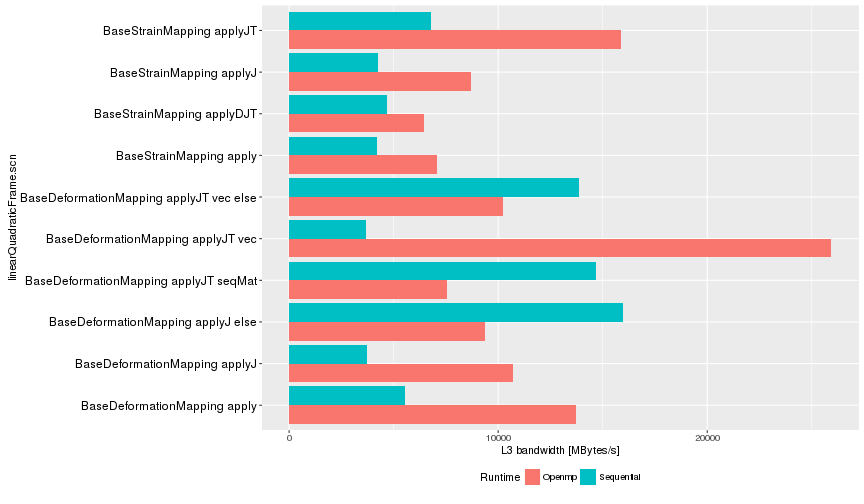 BaseStrainMapping applyJT
BaseStrainMapping applyJ
BaseStrainMapping applyDJT
BaseStrainMapping apply
BaseDeformationMapping applyJT vec else
BaseDeformationMapping applyJT vec
BaseDeformationMapping applyJT seqMat
BaseDeformationMapping applyJ else
BaseDeformationMapping applyJ
BaseDeformationMapping apply
linearQuadraticFrame.scn
0 10000 20000
L3 bandwidth [MBytes/s]
Runtime Openmp Sequential